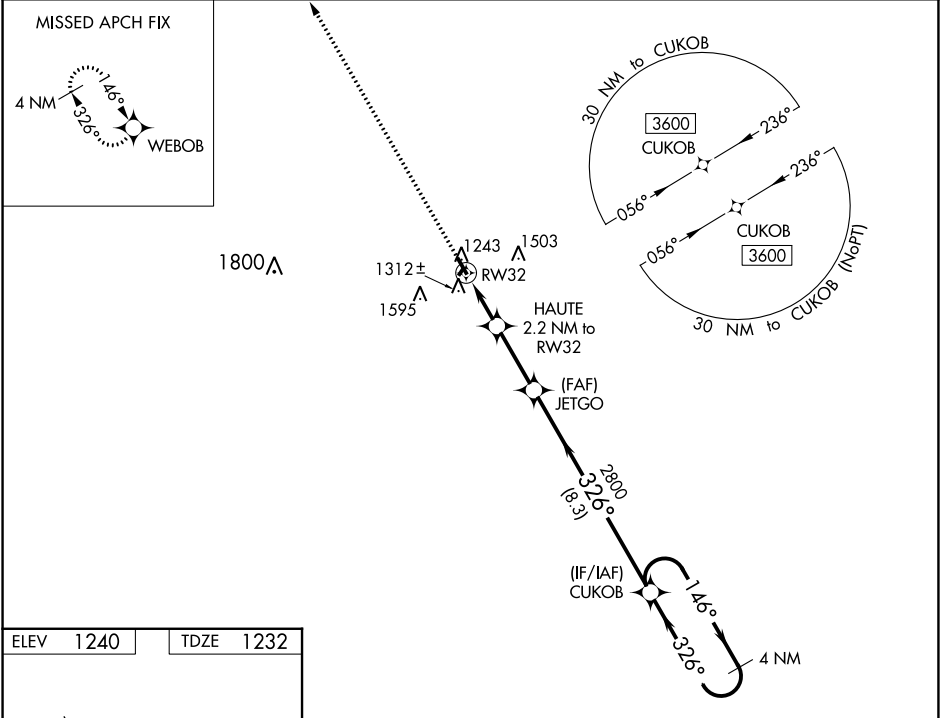 MISSED APCH FIX
4 NM
146°
326°
WEBOB
30 NM to CUKOB
3600
CUKOB
236°
056°
236°
056°
CUKOB
3600
30 NM to CUKOB (NoPT)
1800
1243
1503
1312±
RW32
1595
HAUTE
2.2 NM to
RW32
(FAF)
JETGO
2800
326°
(8.3)
(IF/IAF)
CUKOB
146°
326°
4 NM
ELEV 1240
TDZE 1232